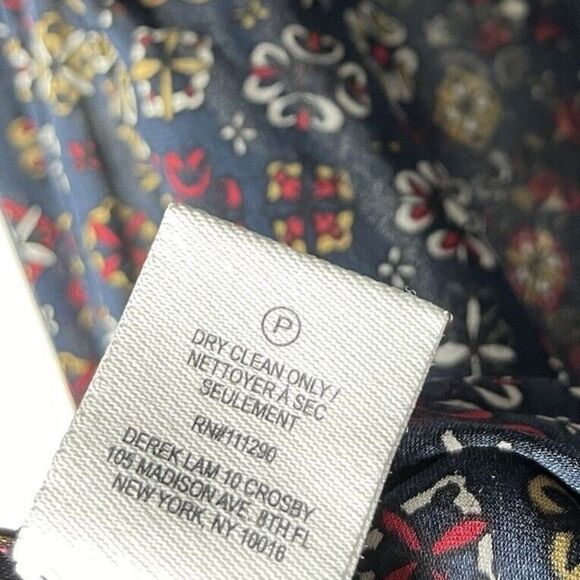 P
DRY CLEAN ONLY/
NETTOYER À SEC
SEULEMENT
RN#111290
DEREK LAM 10 CROSBY
105 MADISON AVE. 8TH FL
NEW YORK, NY 10016